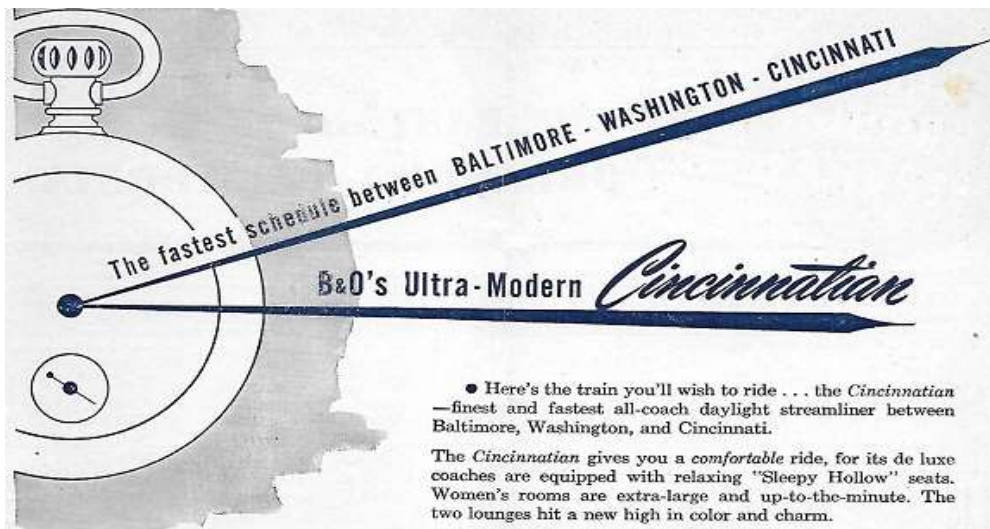 The fastest schedule between BALTIMORE - WASHINGTON - CINCINNATI
B&O's Ultra-Modern Cincinnatian
● Here's the train you'll wish to ride . . . the Cincinnatian
—finest and fastest all-coach daylight streamliner between
Baltimore, Washington, and Cincinnati.
The Cincinnatian gives you a comfortable ride, for its de luxe
coaches are equipped with relaxing "Sleepy Hollow" seats.
Women's rooms are extra-large and up-to-the-minute. The
two lounges hit a new high in color and charm.